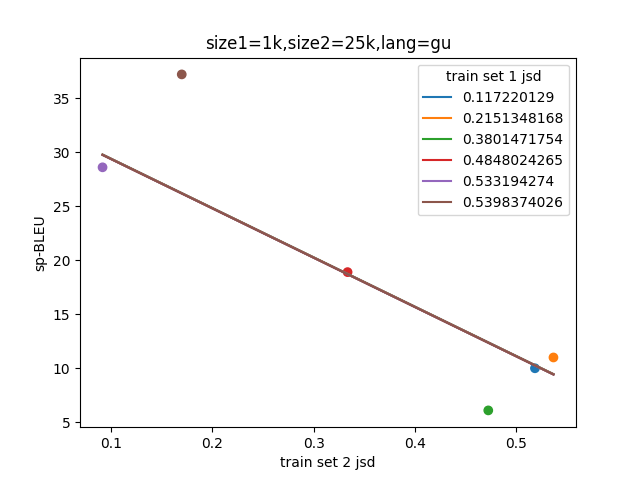 size1=1k,size2=25k,lang=gu
train set 1 jsd
0.117220129
0.2151348168
0.3801471754
0.4848024265
0.533194274
0.5398374026
sp-BLEU
35
30
25
20
15
10
5
0.1 0.2 0.3 0.4 0.5
train set 2 jsd